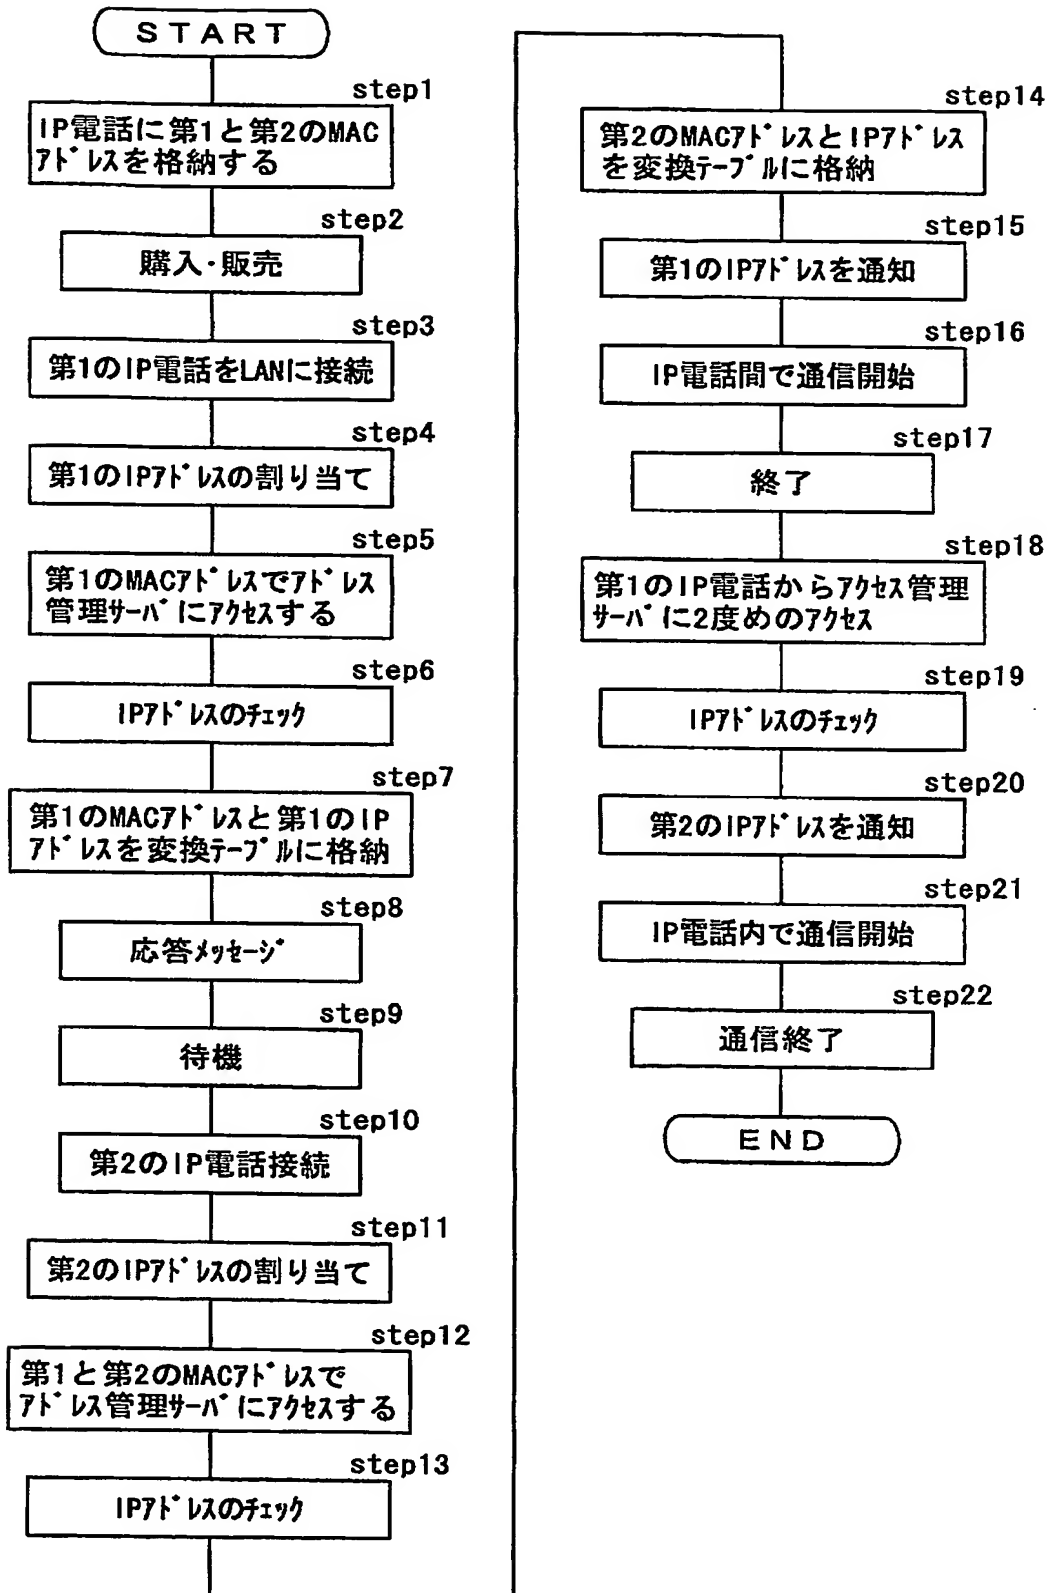 START
step1
IP電話に第1と第2のMAC
ｱﾄﾞﾚｽを格納する
step2
購入・販売
step3
第1のIP電話をLANに接続
step4
第1のIPｱﾄﾞﾚｽの割り当て
step5
第1のMACｱﾄﾞﾚｽでｱﾄﾞﾚｽ
管理ｻｰﾊﾞにｱｸｾｽする
step6
IPｱﾄﾞﾚｽのﾁｪｯｸ
step7
第1のMACｱﾄﾞﾚｽと第1のIP
ｱﾄﾞﾚｽを変換ﾃｰﾌﾞﾙに格納
step8
応答ﾒｯｾｰｼﾞ
step9
待機
step10
第2のIP電話接続
step11
第2のIPｱﾄﾞﾚｽの割り当て
step12
第1と第2のMACｱﾄﾞﾚｽで
ｱﾄﾞﾚｽ管理ｻｰﾊﾞにｱｸｾｽする
step13
IPｱﾄﾞﾚｽのﾁｪｯｸ
step14
第2のMACｱﾄﾞﾚｽとIPｱﾄﾞﾚｽ
を変換ﾃｰﾌﾞﾙに格納
step15
第1のIPｱﾄﾞﾚｽを通知
step16
IP電話間で通信開始
step17
終了
step18
第1のIP電話からｱｸｾｽ管理
ｻｰﾊﾞに2度めのｱｸｾｽ
step19
IPｱﾄﾞﾚｽのﾁｪｯｸ
step20
第2のIPｱﾄﾞﾚｽを通知
step21
IP電話内で通信開始
step22
通信終了
END